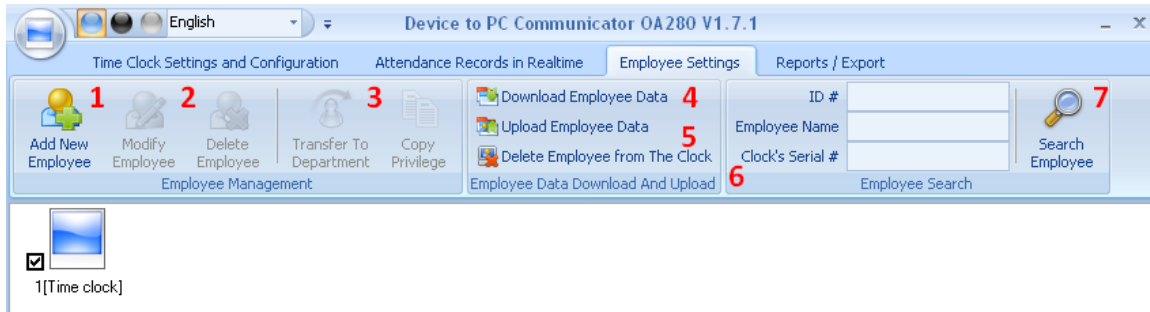 English Device to PC Communicator OA280 V1.7.1
Time Clock Settings and Configuration Attendance Records in Realtime Employee Settings Reports / Export
1 2 3
Add New Employee
Modify Employee
Delete Employee
Transfer To Department
Copy Privilege
Employee Management
Download Employee Data 4
Upload Employee Data 5
Delete Employee from The Clock
Employee Data Download And Upload
ID #
Employee Name
Clock's Serial #
6
Employee Search
Search Employee
7
1[Time clock]